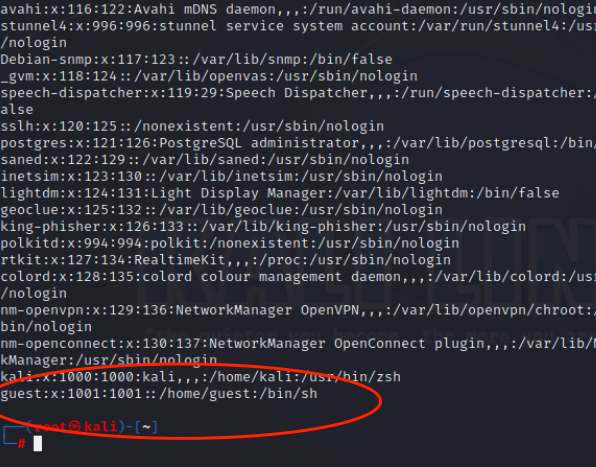 avahi:x:116:122:Avahi mDNS daemon,,,:/run/avahi-daemon:/usr/sbin/nologin
stunnel4:x:996:996:stunnel service system account:/var/run/stunnel4:/usr
/nologin
Debian-snmp:x:117:123::/var/lib/snmp:/bin/false
_gvm:x:118:124::/var/lib/openvas:/usr/sbin/nologin
speech-dispatcher:x:119:29:Speech Dispatcher,,,:/run/speech-dispatcher:/
alse
sslh:x:120:125::/nonexistent:/usr/sbin/nologin
postgres:x:121:126:PostgreSQL administrator,,,:/var/lib/postgresql:/bin/
saned:x:122:129::/var/lib/saned:/usr/sbin/nologin
inetsim:x:123:130::/var/lib/inetsim:/usr/sbin/nologin
lightdm:x:124:131:Light Display Manager:/var/lib/lightdm:/bin/false
geoclue:x:125:132::/var/lib/geoclue:/usr/sbin/nologin
king-phisher:x:126:133::/var/lib/king-phisher:/usr/sbin/nologin
polkitd:x:994:994:polkit:/nonexistent:/usr/sbin/nologin
rtkit:x:127:134:RealtimeKit,,,:/proc:/usr/sbin/nologin
colord:x:128:135:colord colour management daemon,,,:/var/lib/colord:/usr
/nologin
nm-openvpn:x:129:136:NetworkManager OpenVPN,,,:/var/lib/openvpn/chroot:/
bin/nologin
nm-openconnect:x:130:137:NetworkManager OpenConnect plugin,,,:/var/lib/N
kManager:/usr/sbin/nologin
kali:x:1000:1000:kali,,,:/home/kali:/usr/bin/zsh
guest:x:1001:1001::/home/guest:/bin/sh
(root㉿kali)-[~]
#